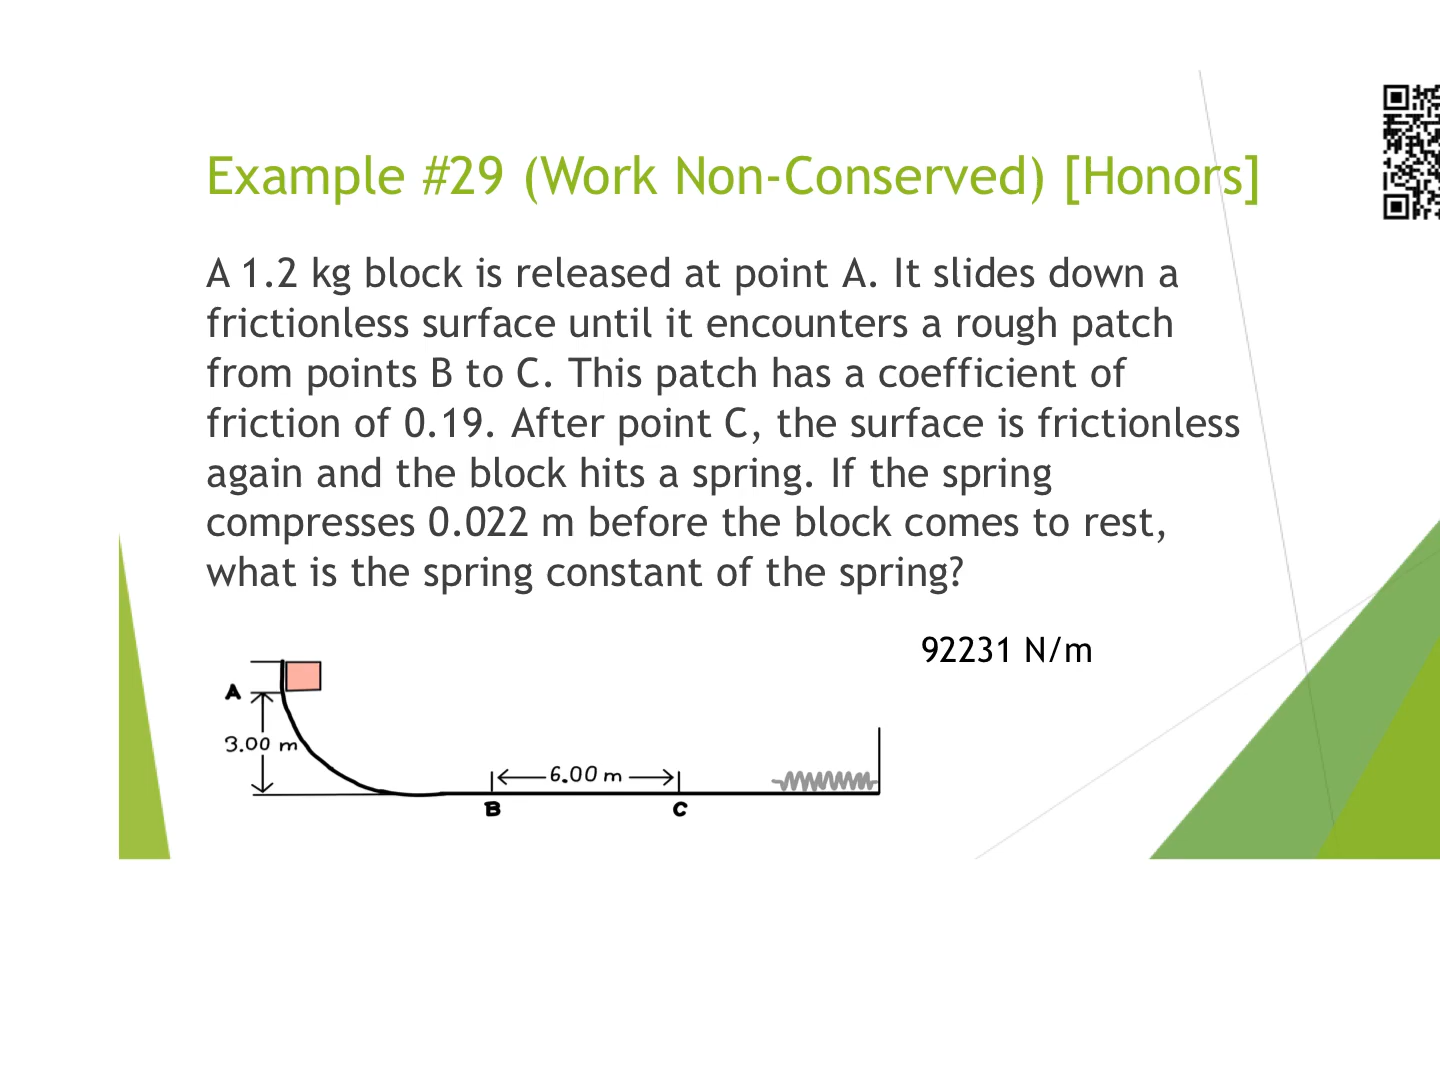 Example #29 (Work Non-Conserved) [Honors]
A 1.2 kg block is released at point A. It slides down a
frictionless surface until it encounters a rough patch
from points B to C. This patch has a coefficient of
friction of 0.19. After point C, the surface is frictionless
again and the block hits a spring. If the spring
compresses 0.022 m before the block comes to rest,
what is the spring constant of the spring?
92231 N/m
A
3.00 m
6.00 m
B
C